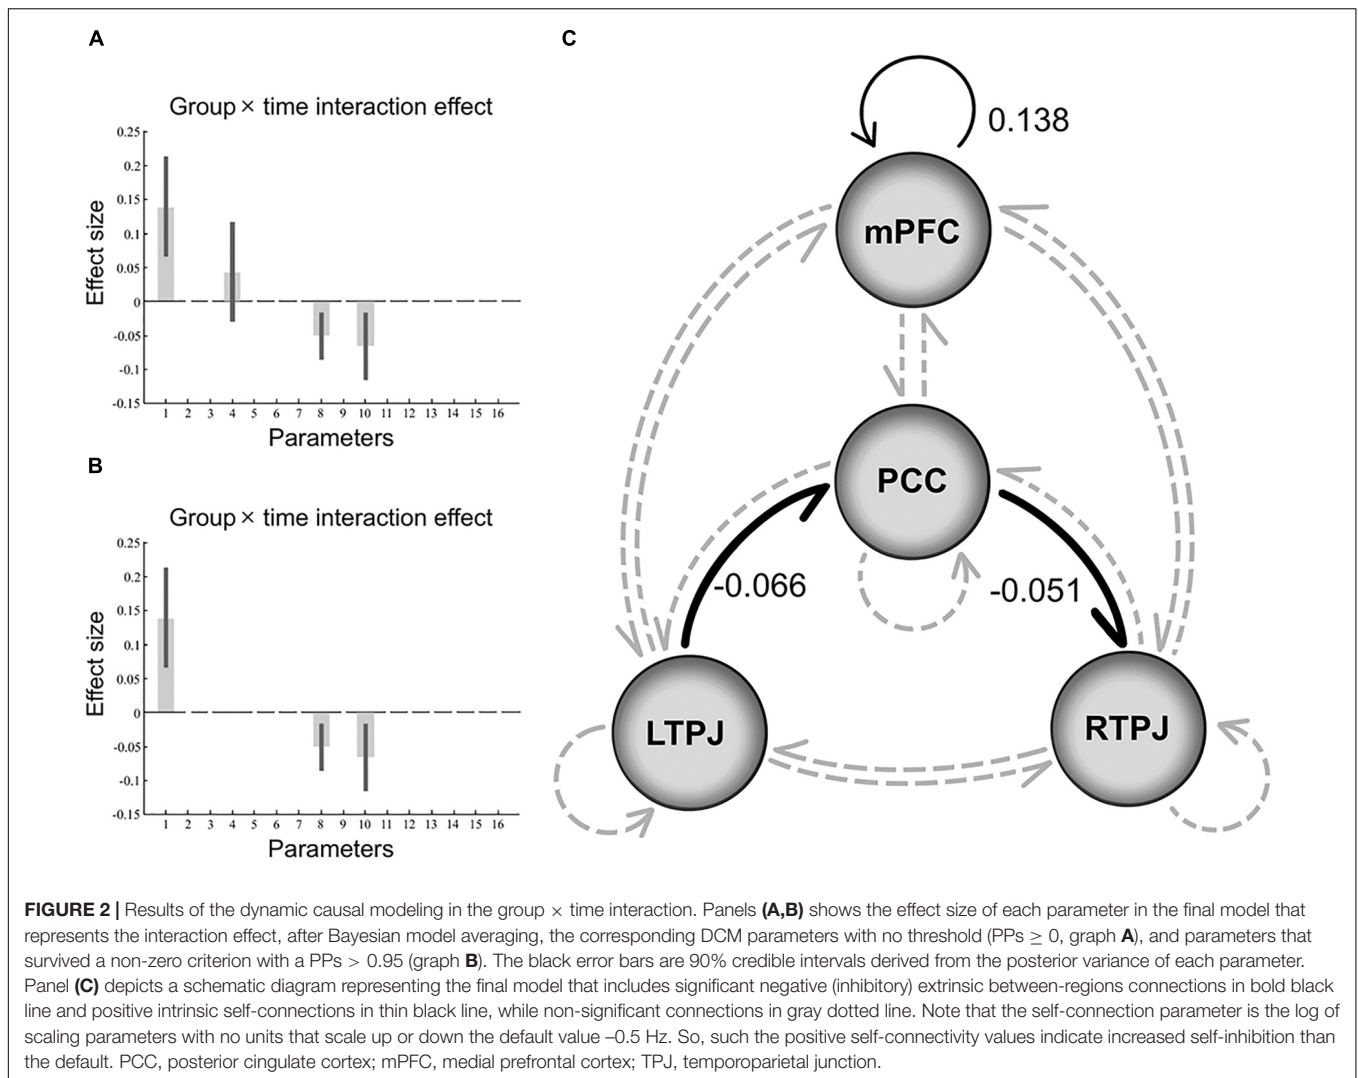 A
Group × time interaction effect
0.25
0.2
0.15
0.1
0.05
0
-0.05
-0.1
-0.15
Effect size
1 2 3 4 5 6 7 8 9 10 12 13 14 15 16
Parameters
B
Group × time interaction effect
0.25
0.2
0.15
0.1
0.05
0
-0.05
-0.1
-0.15
Effect size
1 2 3 4 5 6 7 8 9 10 12 13 14 15 16
Parameters
C
0.138
mPFC
PCC
-0.066
-0.051
LTPJ
RTPJ
FIGURE 2 | Results of the dynamic causal modeling in the group × time interaction. Panels (A,B) shows the effect size of each parameter in the final model that
represents the interaction effect, after Bayesian model averaging, the corresponding DCM parameters with no threshold (PPs ≥ 0, graph A), and parameters that
survived a non-zero criterion with a PPs > 0.95 (graph B). The black error bars are 90% credible intervals derived from the posterior variance of each parameter.
Panel (C) depicts a schematic diagram representing the final model that includes significant negative (inhibitory) extrinsic between-regions connections in bold black
line and positive intrinsic self-connections in thin black line, while non-significant connections in gray dotted line. Note that the self-connection parameter is the log of
scaling parameters with no units that scale up or down the default value –0.5 Hz. So, such the positive self-connectivity values indicate increased self-inhibition than
the default. PCC, posterior cingulate cortex; mPFC, medial prefrontal cortex; TPJ, temporoparietal junction.